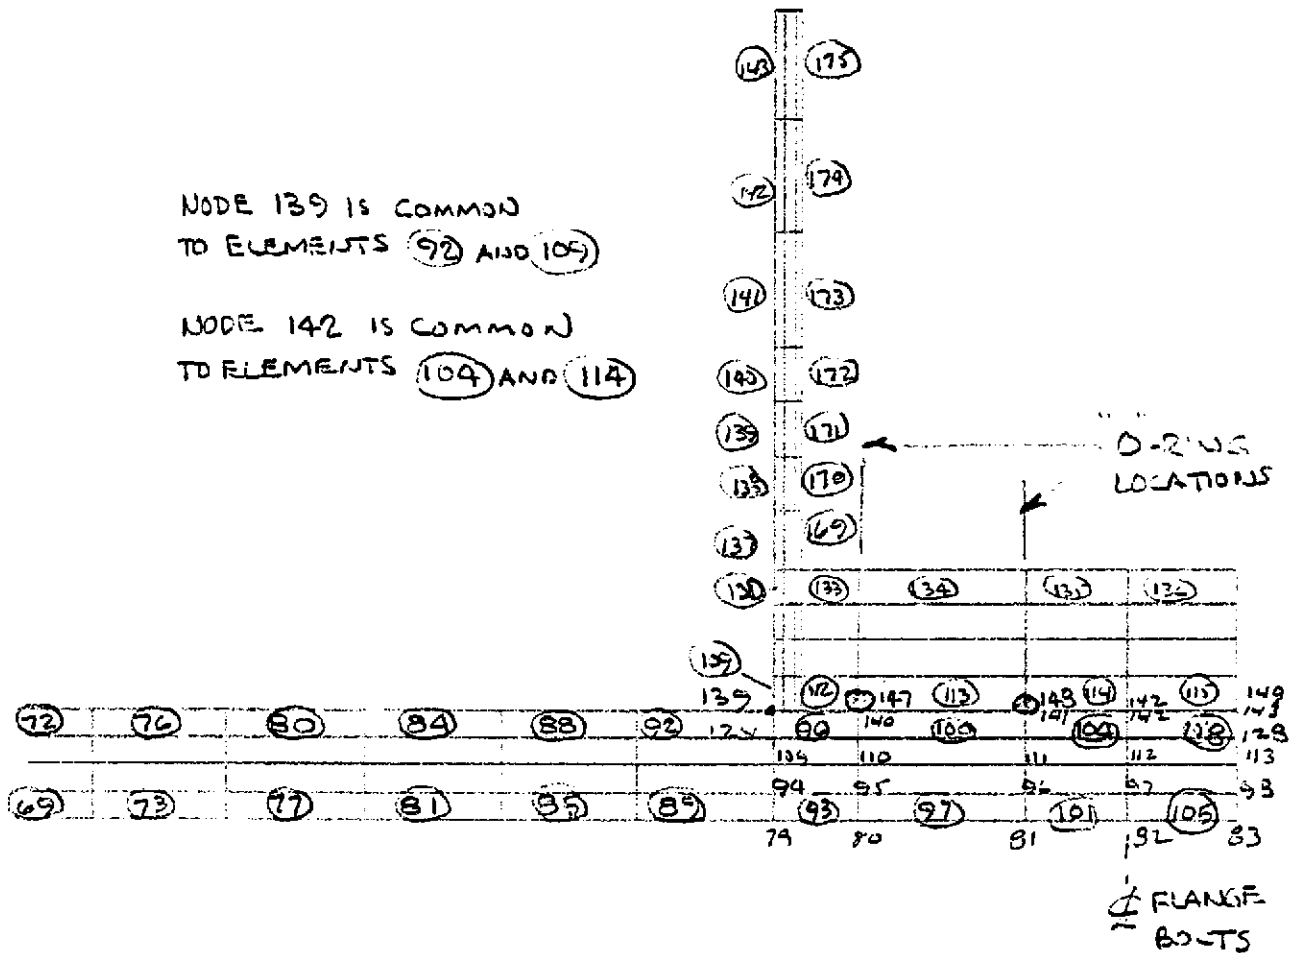 143 175
142 174
NODE 139 IS COMMON
TO ELEMENTS 92 AND 109
141 173
NODE 142 IS COMMON
TO ELEMENTS 104 AND 114
140 172
139 171
O-RING
LOCATIONS
138 170
137 169
130 133 134 135 136
109
139 112 147 113 148 114 142 115 149
140 141 142 143
72 76 80 84 88 92 124 96 100 104 108 128
109 110 111 112 113
94 95 96 97 98
69 73 77 81 85 89 93 97 101 105
79 80 81 82 83
℄ FLANGE
BOLTS